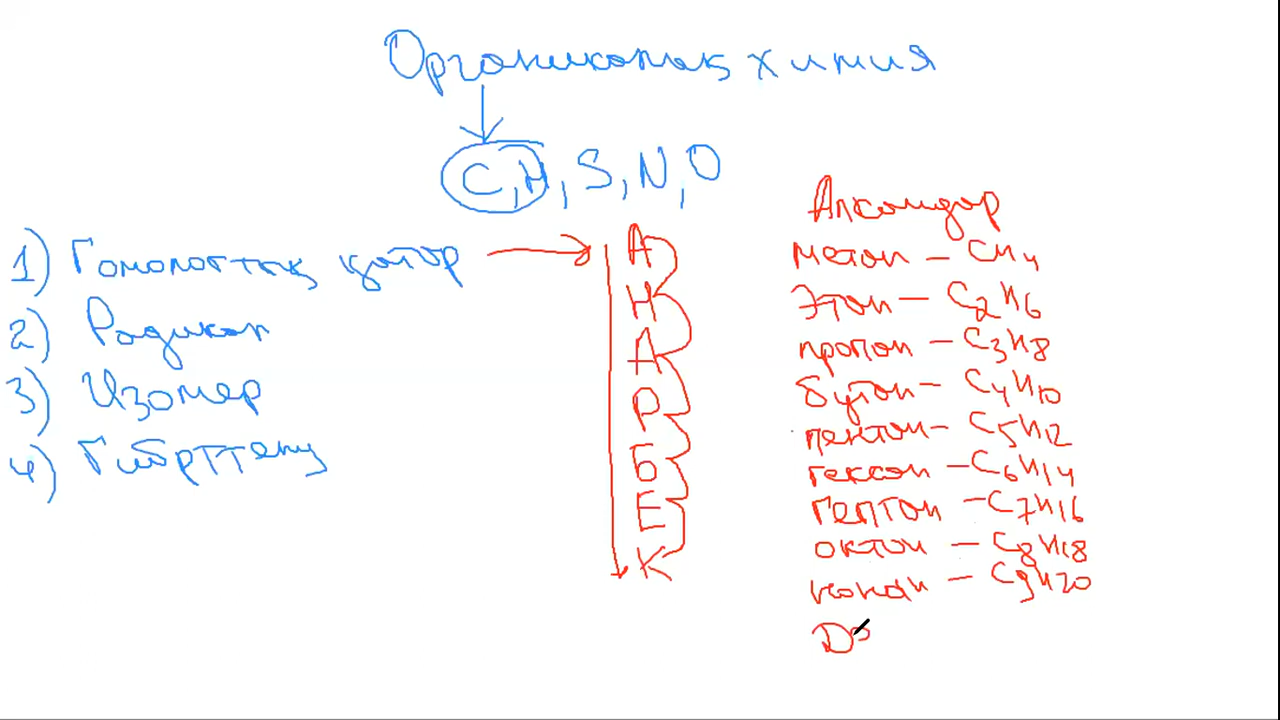 Органикалық химия
C, H, S, N, O
1) Гомологтық қатар
2) Радикал
3) Изомер
4) Гибрттелу
А
Н
А
Р
Б
Е
К
Алкандар
метан – CH4
Этан – C2H6
пропан – C3H8
бутан – C4H10
пентан – C5H12
гексан – C6H14
гептан – C7H16
октан – C8H18
нонан – C9H20